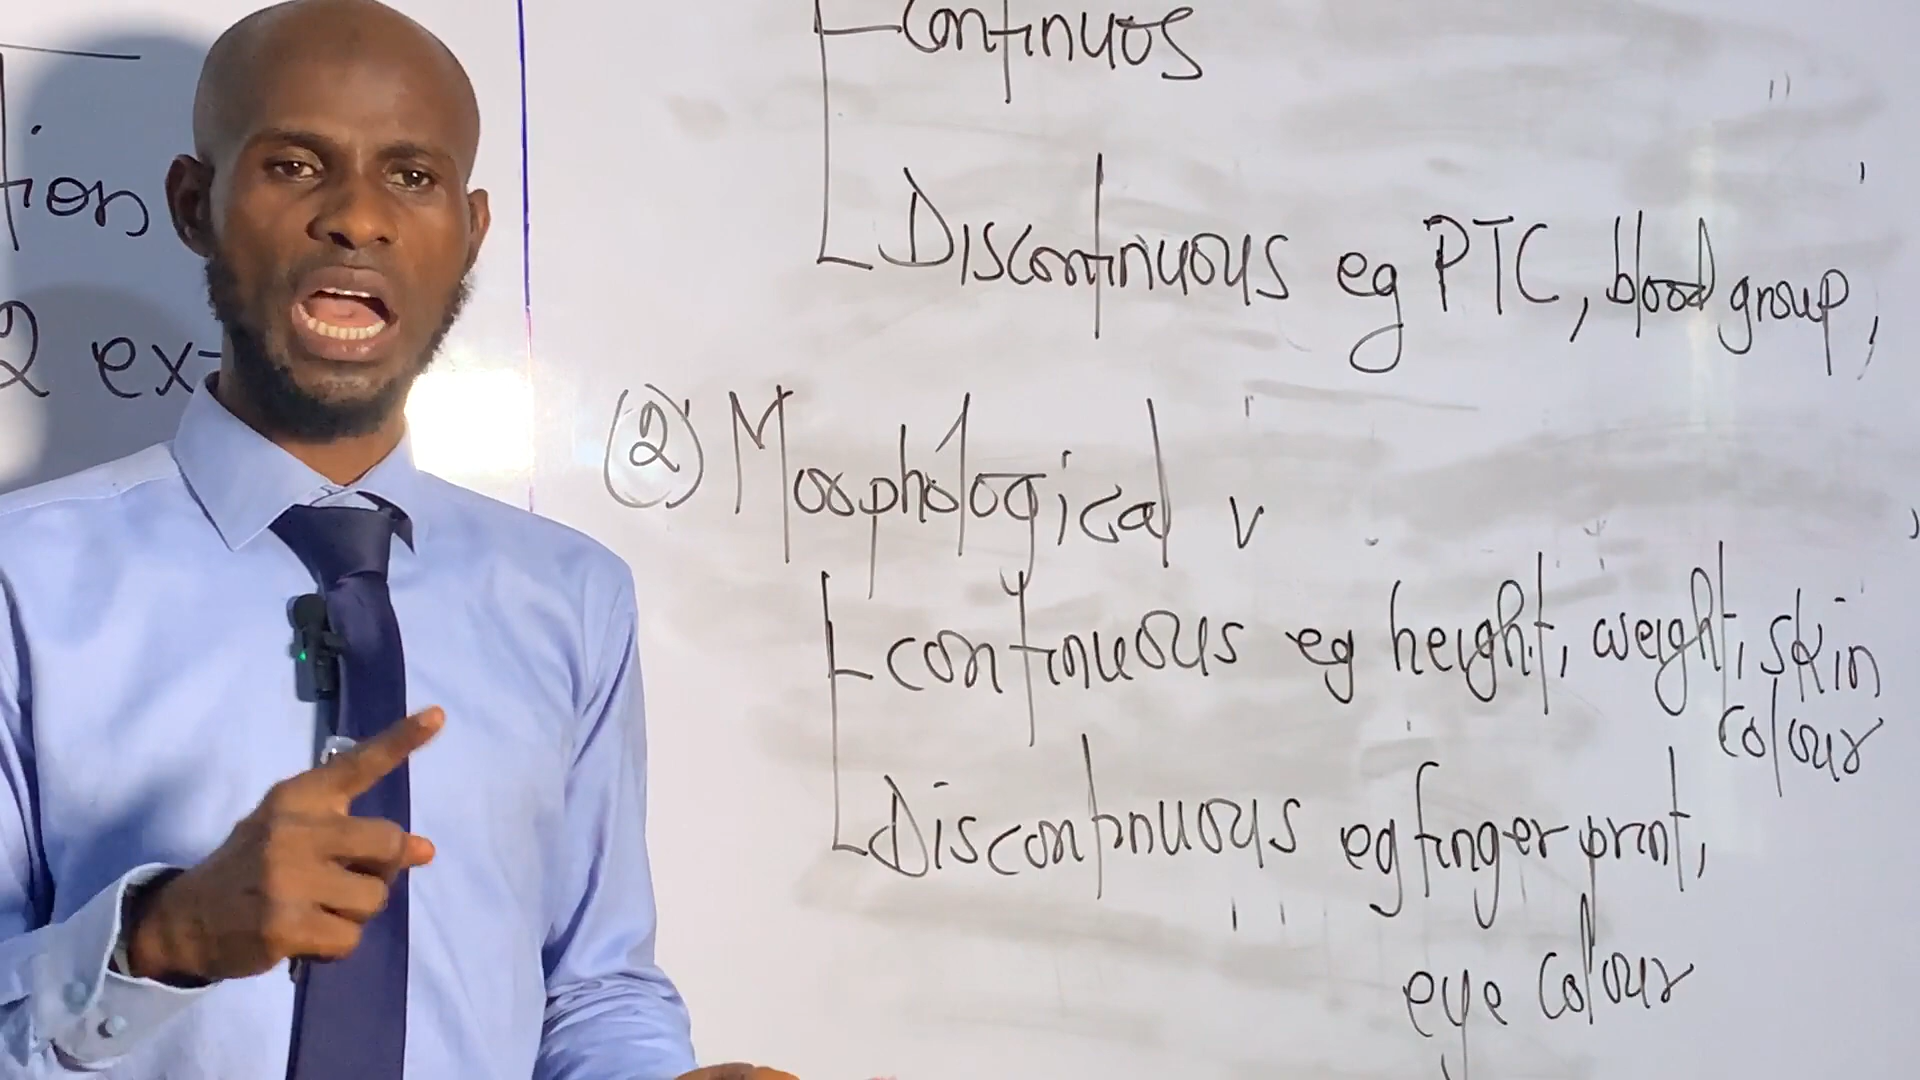 tion
2 ex-
Continuos
Discontinuous eg PTC, blood group,
(2) Morphological v
continuous eg height, weight, skin
colour
Discontinuous eg finger print,
eye colour